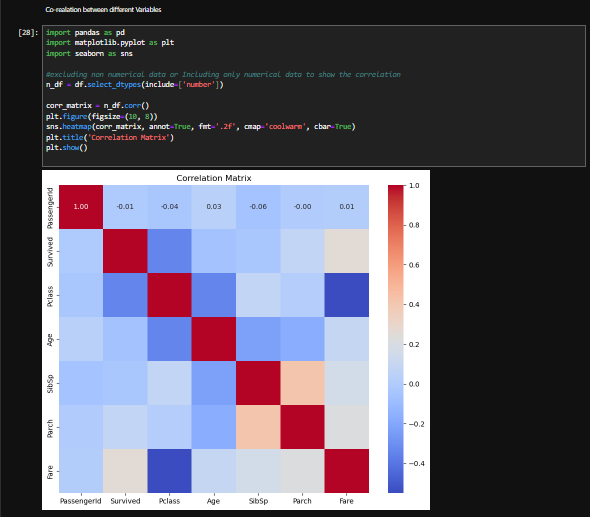 Co-realation between different Variables
[28]:
import pandas as pd
import matplotlib.pyplot as plt
import seaborn as sns
#excluding non numerical data or Including only numerical data to show the correlation
n_df = df.select_dtypes(include=['number'])
corr_matrix = n_df.corr()
plt.figure(figsize=(10, 8))
sns.heatmap(corr_matrix, annot=True, fmt='.2f', cmap='coolwarm', cbar=True)
plt.title('Correlation Matrix')
plt.show()
Correlation Matrix
PassengerId
1.00 -0.01 -0.04 0.03 -0.06 -0.00 0.01
Survived
Pclass
Age
SibSp
Parch
Fare
PassengerId Survived Pclass Age SibSp Parch Fare
1.0
0.8
0.6
0.4
0.2
0.0
−0.2
−0.4